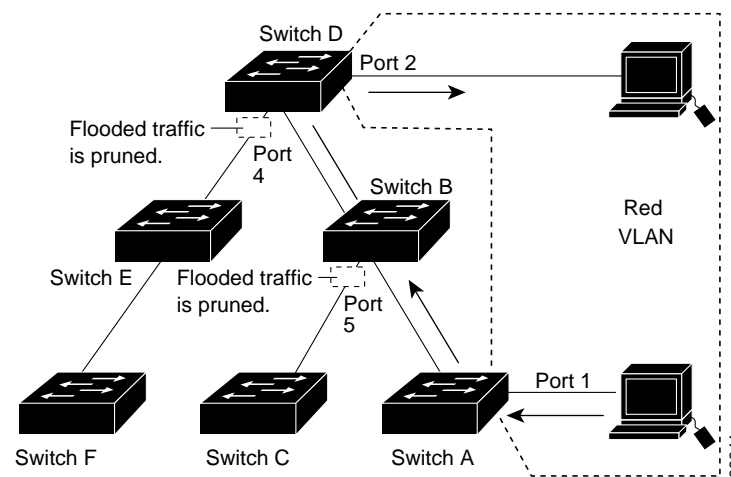 Switch D
Port 2
Flooded traffic
is pruned.
Port
4
Switch B
Red
VLAN
Switch E
Flooded traffic
is pruned.
Port
5
Port 1
Switch F
Switch C
Switch A